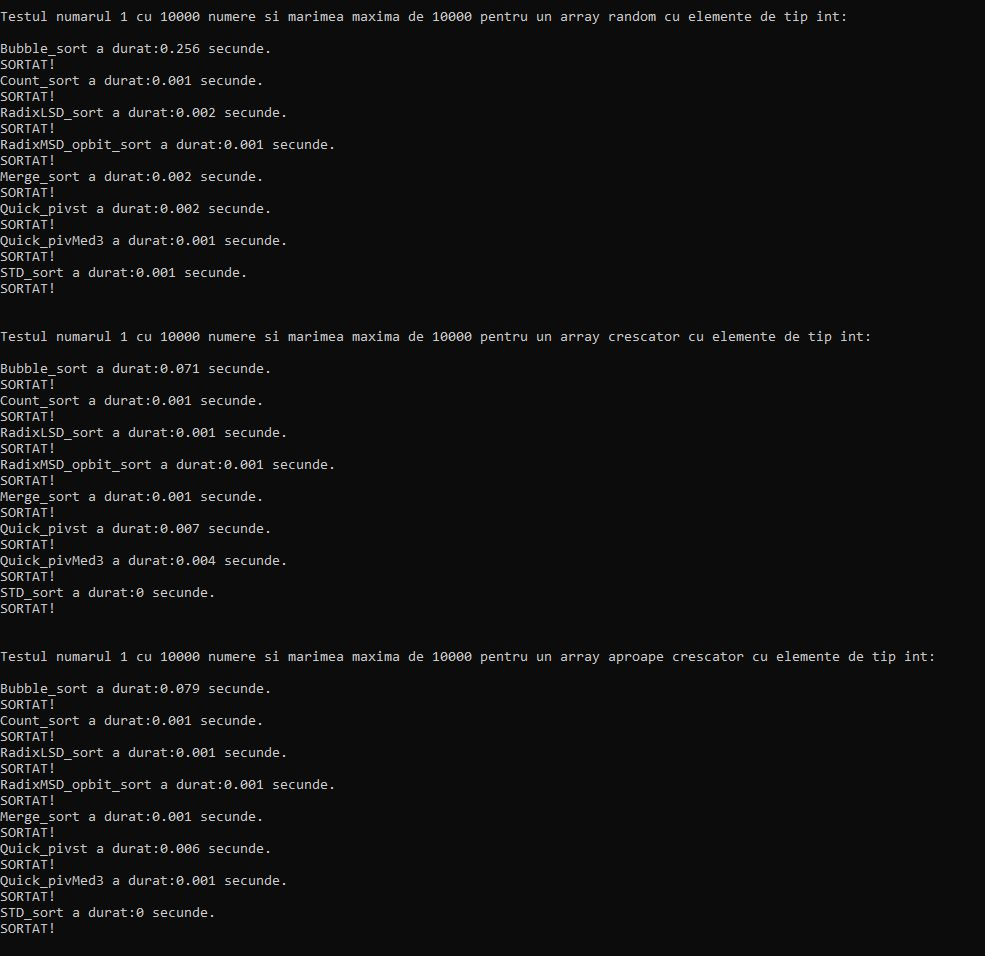 Testul numarul 1 cu 10000 numere si marimea maxima de 10000 pentru un array random cu elemente de tip int:
Bubble_sort a durat:0.256 secunde.
SORTAT!
Count_sort a durat:0.001 secunde.
SORTAT!
RadixLSD_sort a durat:0.002 secunde.
SORTAT!
RadixMSD_opbit_sort a durat:0.001 secunde.
SORTAT!
Merge_sort a durat:0.002 secunde.
SORTAT!
Quick_pivst a durat:0.002 secunde.
SORTAT!
Quick_pivMed3 a durat:0.001 secunde.
SORTAT!
STD_sort a durat:0.001 secunde.
SORTAT!
Testul numarul 1 cu 10000 numere si marimea maxima de 10000 pentru un array crescator cu elemente de tip int:
Bubble_sort a durat:0.071 secunde.
SORTAT!
Count_sort a durat:0.001 secunde.
SORTAT!
RadixLSD_sort a durat:0.001 secunde.
SORTAT!
RadixMSD_opbit_sort a durat:0.001 secunde.
SORTAT!
Merge_sort a durat:0.001 secunde.
SORTAT!
Quick_pivst a durat:0.007 secunde.
SORTAT!
Quick_pivMed3 a durat:0.004 secunde.
SORTAT!
STD_sort a durat:0 secunde.
SORTAT!
Testul numarul 1 cu 10000 numere si marimea maxima de 10000 pentru un array aproape crescator cu elemente de tip int:
Bubble_sort a durat:0.079 secunde.
SORTAT!
Count_sort a durat:0.001 secunde.
SORTAT!
RadixLSD_sort a durat:0.001 secunde.
SORTAT!
RadixMSD_opbit_sort a durat:0.001 secunde.
SORTAT!
Merge_sort a durat:0.001 secunde.
SORTAT!
Quick_pivst a durat:0.006 secunde.
SORTAT!
Quick_pivMed3 a durat:0.001 secunde.
SORTAT!
STD_sort a durat:0 secunde.
SORTAT!